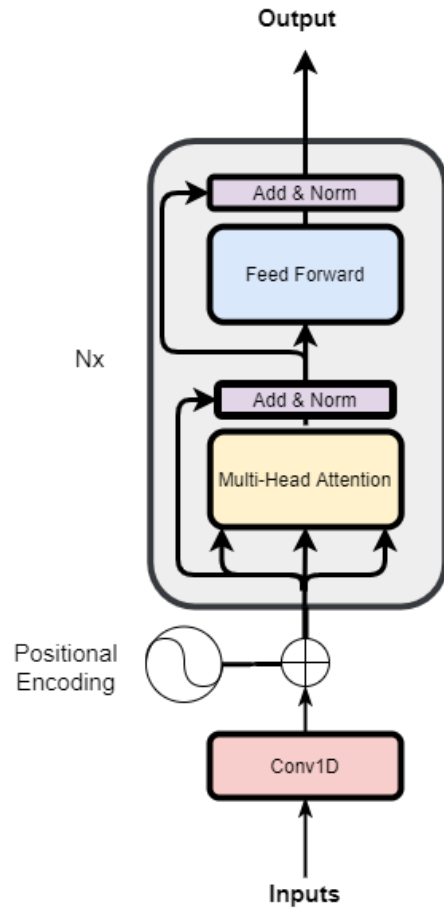 Output
Add & Norm
Feed Forward
Nx
Add & Norm
Multi-Head Attention
Positional
Encoding
Conv1D
Inputs